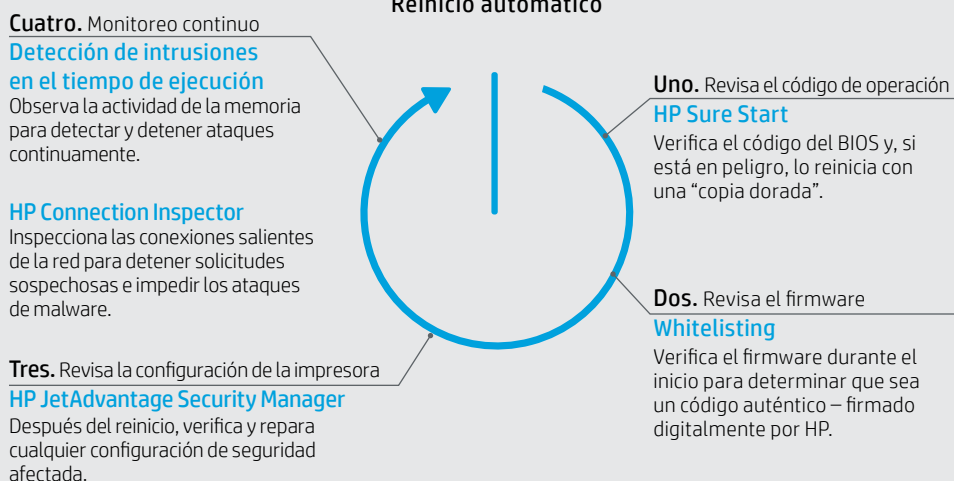 Reinicio automático
Uno. Revisa el código de operación
HP Sure Start
Verifica el código del BIOS y, si
está en peligro, lo reinicia con
una “copia dorada”.
Dos. Revisa el firmware
Whitelisting
Verifica el firmware durante el
inicio para determinar que sea
un código auténtico – firmado
digitalmente por HP.
Tres. Revisa la configuración de la impresora
HP JetAdvantage Security Manager
Después del reinicio, verifica y repara
cualquier configuración de seguridad
afectada.
Cuatro. Monitoreo continuo
Detección de intrusiones
en el tiempo de ejecución
Observa la actividad de la memoria
para detectar y detener ataques
continuamente.
HP Connection Inspector
Inspecciona las conexiones salientes
de la red para detener solicitudes
sospechosas e impedir los ataques
de malware.